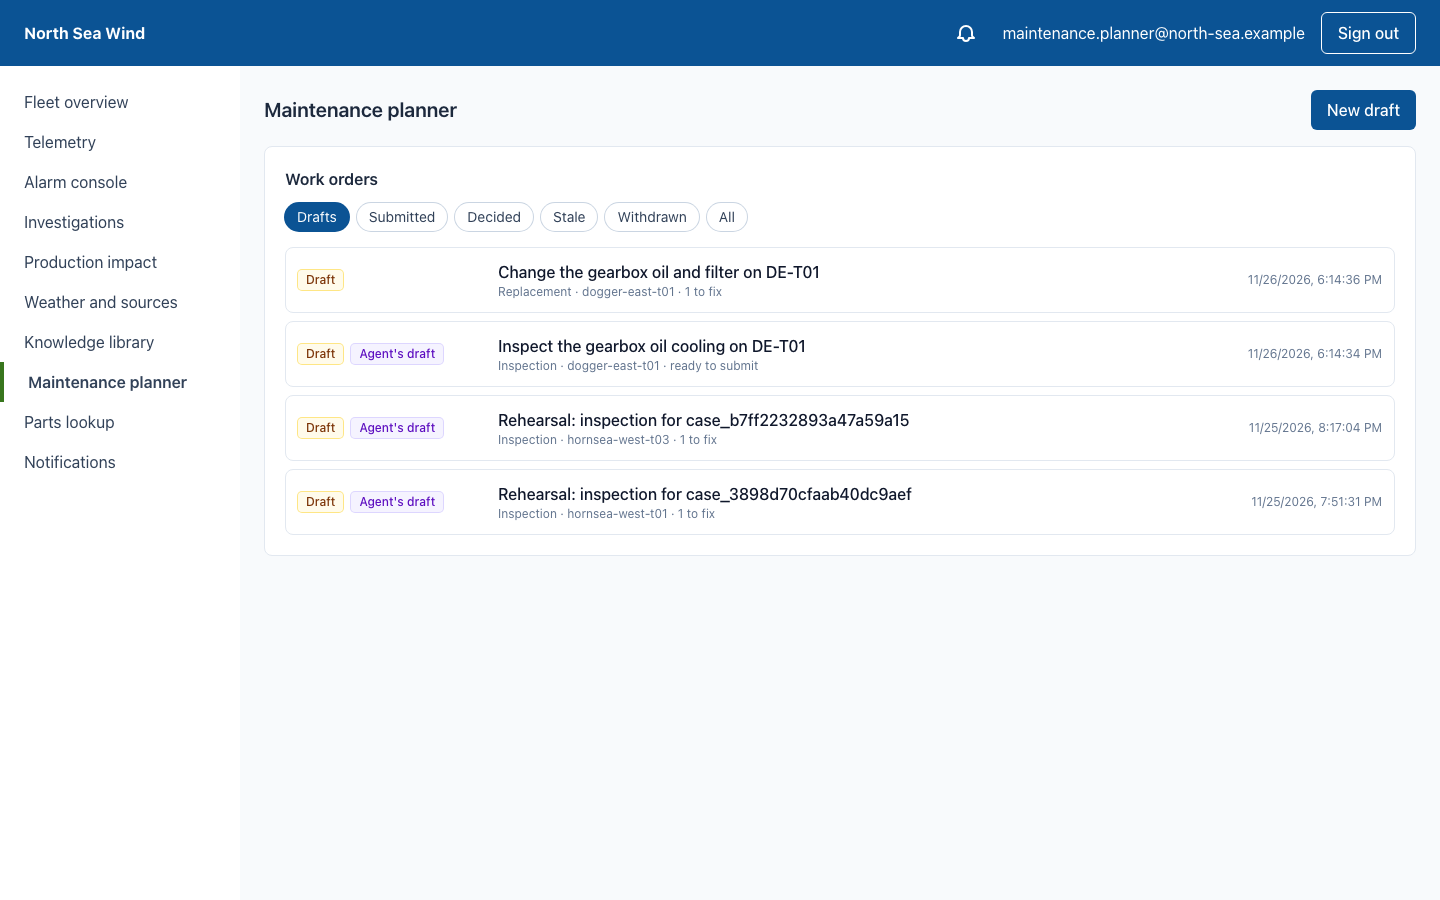 North Sea Wind
maintenance.planner@north-sea.example
Sign out
Fleet overview
Telemetry
Alarm console
Investigations
Production impact
Weather and sources
Knowledge library
Maintenance planner
Parts lookup
Notifications
Maintenance planner
New draft
Work orders
Drafts Submitted Decided Stale Withdrawn All
Draft
Change the gearbox oil and filter on DE-T01
Replacement · dogger-east-t01 · 1 to fix
11/26/2026, 6:14:36 PM
Draft Agent's draft
Inspect the gearbox oil cooling on DE-T01
Inspection · dogger-east-t01 · ready to submit
11/26/2026, 6:14:34 PM
Draft Agent's draft
Rehearsal: inspection for case_b7ff2232893a47a59a15
Inspection · hornsea-west-t03 · 1 to fix
11/25/2026, 8:17:04 PM
Draft Agent's draft
Rehearsal: inspection for case_3898d70cfaab40dc9aef
Inspection · hornsea-west-t01 · 1 to fix
11/25/2026, 7:51:31 PM